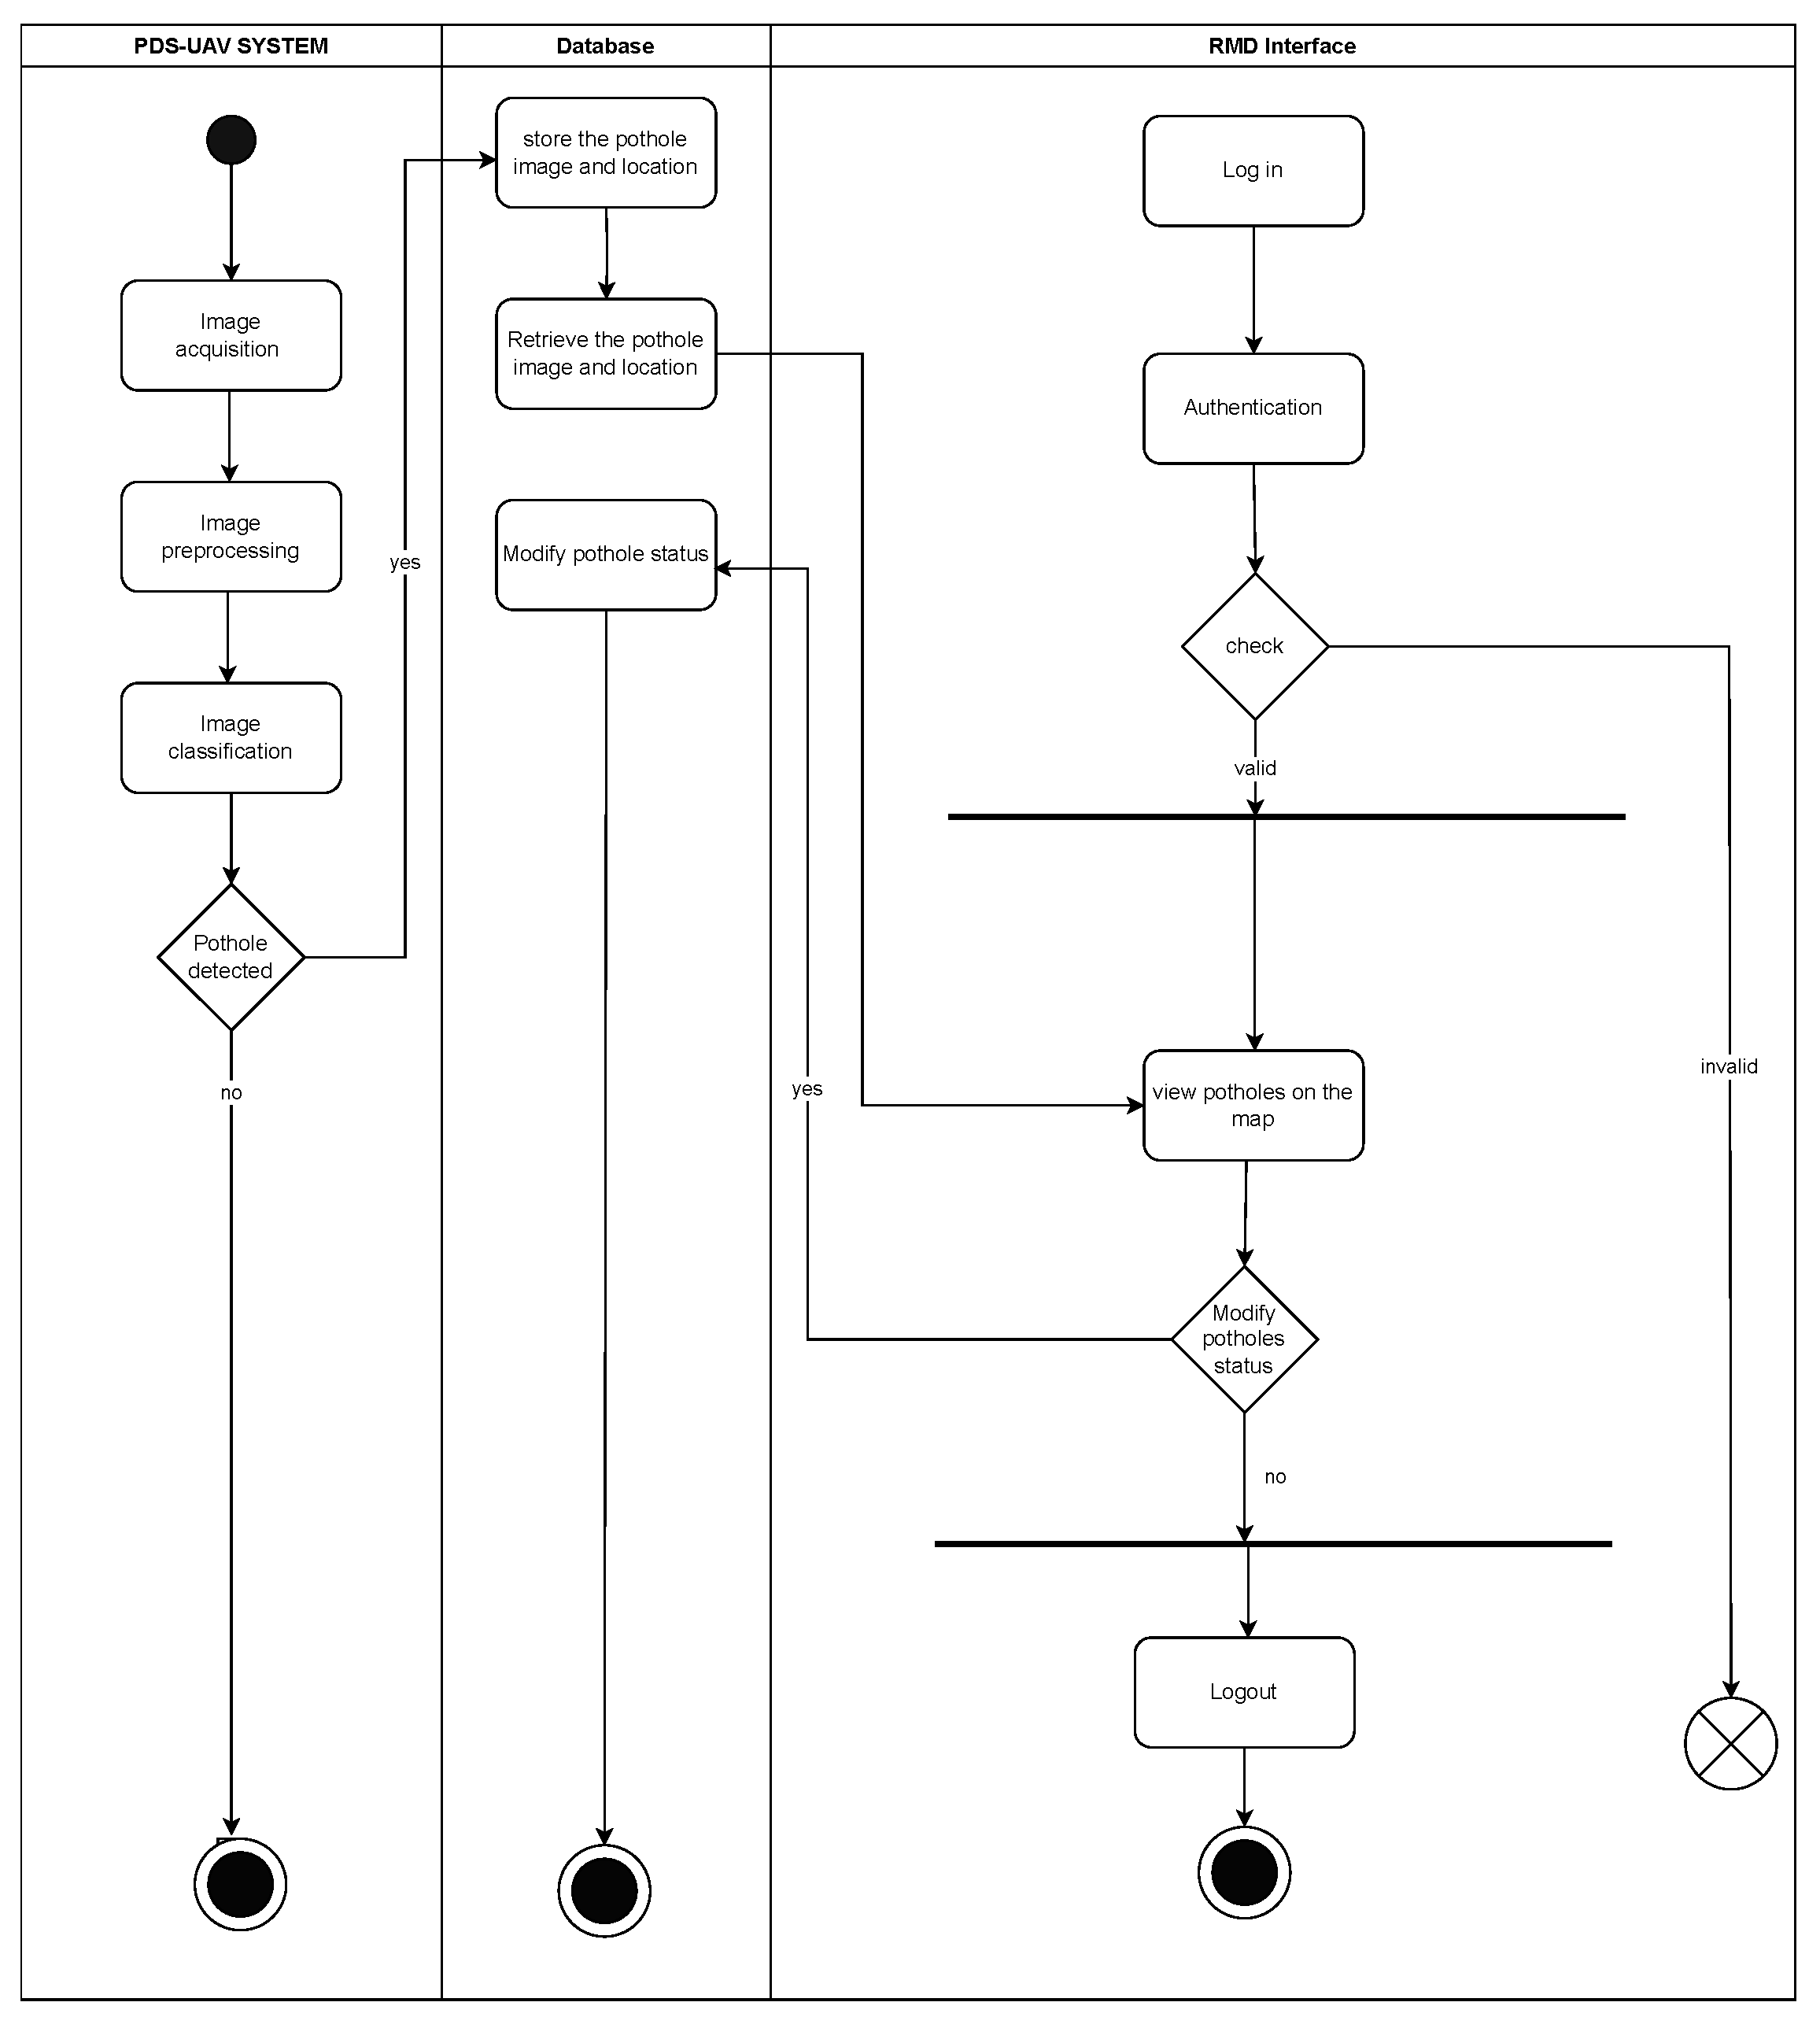 PDS-UAV SYSTEM
Database
RMD Interface
Image
acquisition
Image
preprocessing
Image
classification
Pothole
detected
yes
no
store the pothole
image and location
Retrieve the pothole
image and location
Modify pothole status
Log in
Authentication
check
valid
invalid
view potholes on the
map
yes
Modify
potholes
status
no
Logout